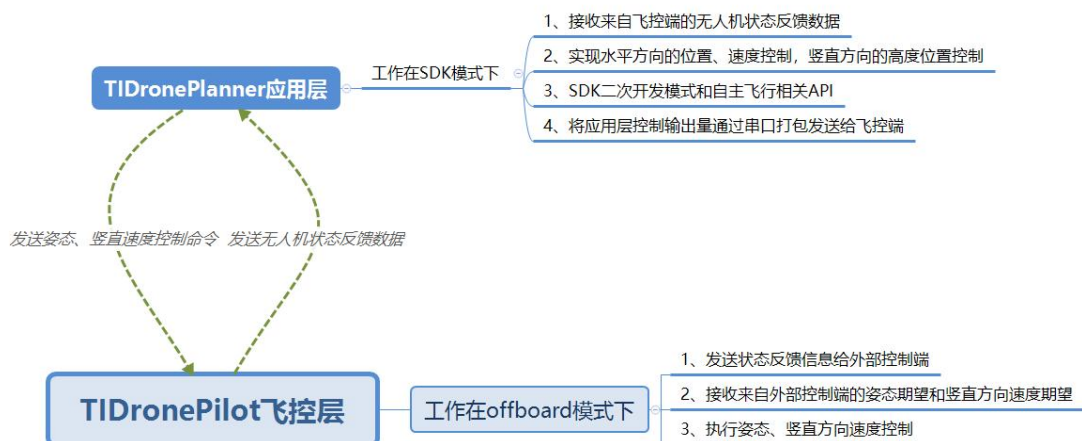 1、接收来自飞控端的无人机状态反馈数据
2、实现水平方向的位置、速度控制，竖直方向的高度位置控制
TIDronePlanner应用层
工作在SDK模式下
3、SDK二次开发模式和自主飞行相关API
4、将应用层控制输出量通过串口打包发送给飞控端
发送姿态、竖直速度控制命令
发送无人机状态反馈数据
1、发送状态反馈信息给外部控制端
TIDronePilot飞控层
工作在offboard模式下
2、接收来自外部控制端的姿态期望和竖直方向速度期望
3、执行姿态、竖直方向速度控制